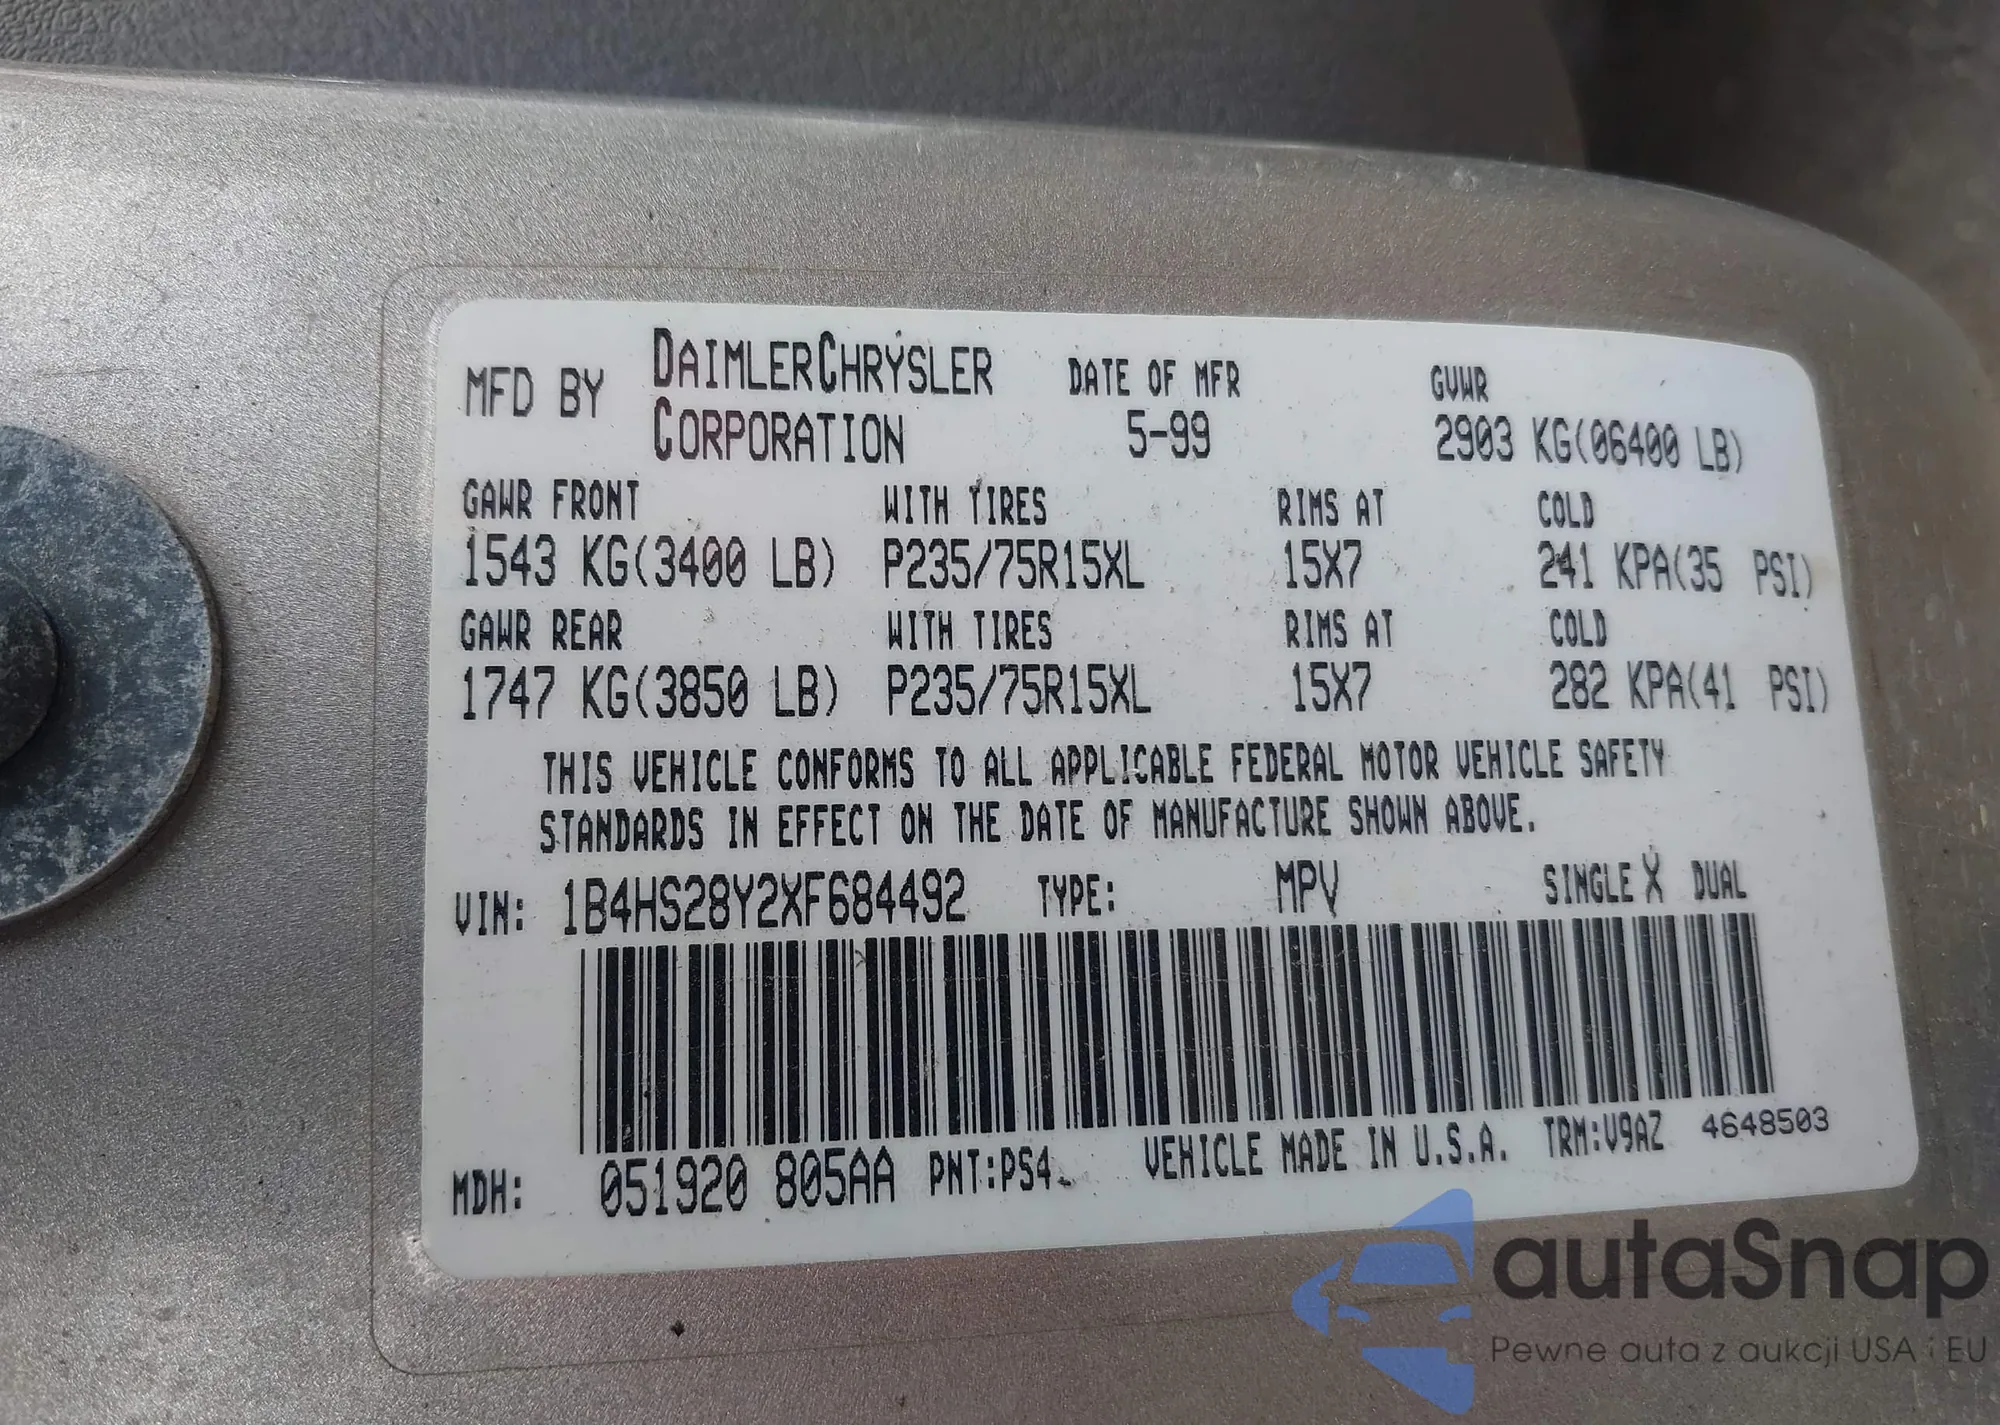 MFD BY DAIMLERCHRYSLER CORPORATION DATE OF MFR 5-99 GVWR 2903 KG(06400 LB)
GAWR FRONT WITH TIRES RIMS AT COLD
1543 KG(3400 LB) P235/75R15XL 15X7 241 KPA(35 PSI)
GAWR REAR WITH TIRES RIMS AT COLD
1747 KG(3850 LB) P235/75R15XL 15X7 282 KPA(41 PSI)
THIS VEHICLE CONFORMS TO ALL APPLICABLE FEDERAL MOTOR VEHICLE SAFETY
STANDARDS IN EFFECT ON THE DATE OF MANUFACTURE SHOWN ABOVE.
VIN: 1B4HS28Y2XF684492 TYPE: MPV SINGLE X DUAL
MDH: 051920 805AA PNT:PS4 VEHICLE MADE IN U.S.A. TRM:V9AZ 4648503
autaSnap
Pewne auta z aukcji USA i EU